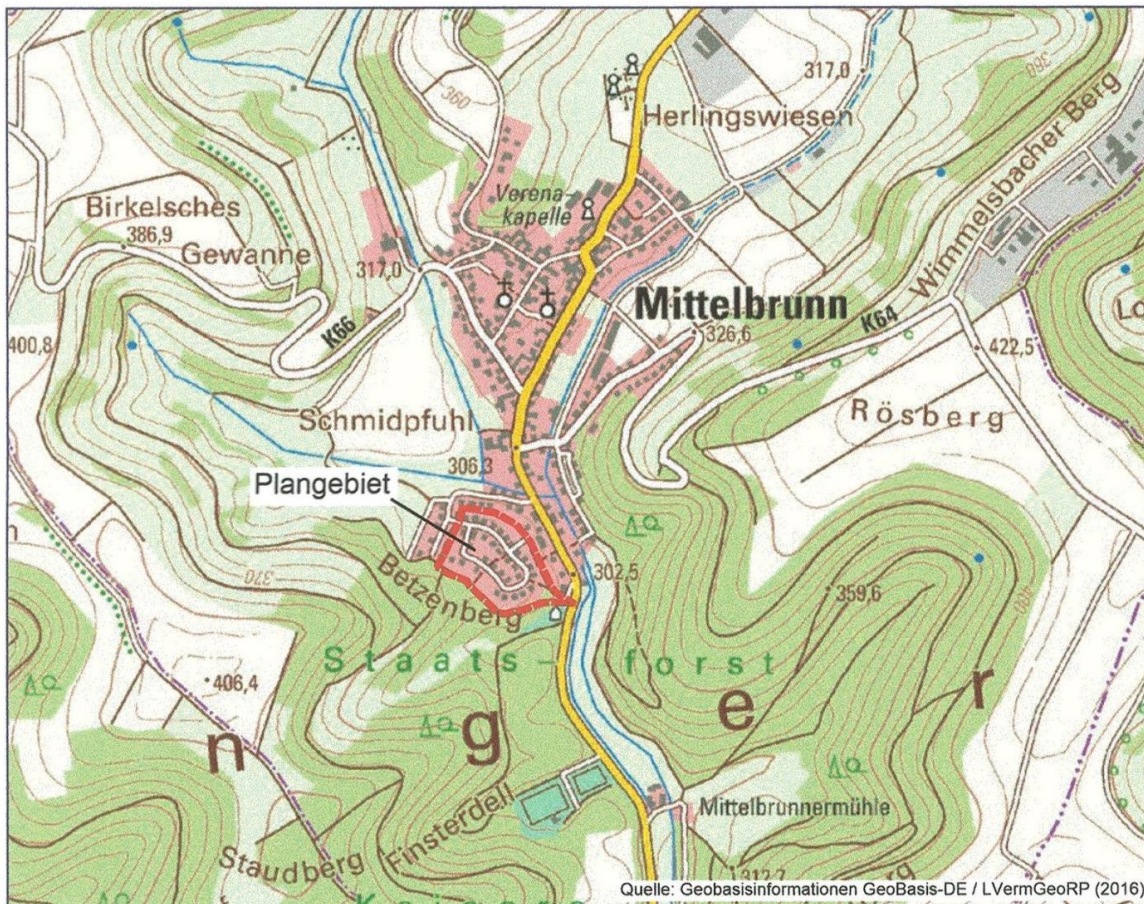 317,0
360
380
Herlingswiesen
Wimmelsbacher Berg
Verena-
kapelle
Birkelsches
386,9
Gewanne
317,0
Mittelbrunn
K66
K64
326,6
400,8
422,5
Rösberg
Schmidpfuhl
306,3
Plangebiet
302,5
370
Betzenberg
359,6
400
Staats-forst
406,4
n g e r
Mittelbrunnermühle
Finsterdell
Staudberg
312,7
Quelle: Geobasisinformationen GeoBasis-DE / LVermGeoRP (2016)